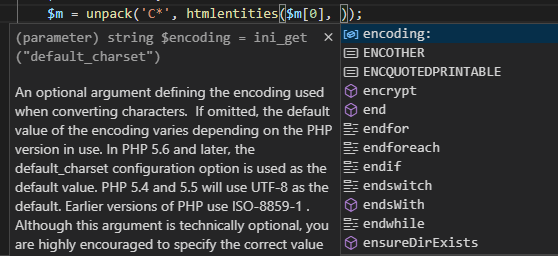 $m = unpack('C*', htmlentities($m[0], ));
(parameter) string $encoding = ini_get
("default_charset")
An optional argument defining the encoding used
when converting characters.  If omitted, the default
value of the encoding varies depending on the PHP
version in use. In PHP 5.6 and later, the
default_charset configuration option is used as the
default value. PHP 5.4 and 5.5 will use UTF-8 as the
default. Earlier versions of PHP use ISO-8859-1 .
Although this argument is technically optional, you
are highly encouraged to specify the correct value
encoding:
ENCOTHER
ENCQUOTEDPRINTABLE
encrypt
end
endfor
endforeach
endif
endswitch
endsWith
endwhile
ensureDirExists